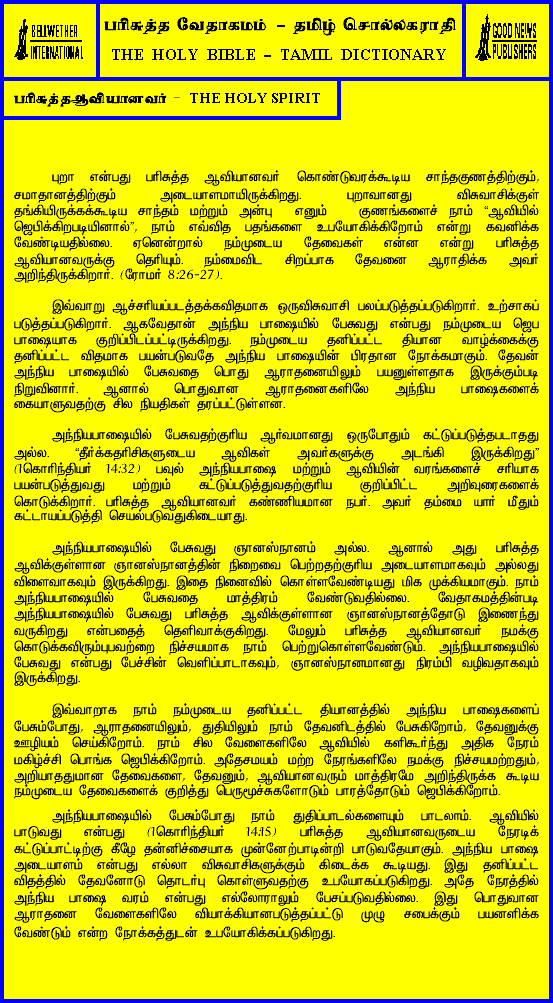 BELLWETHER
INTERNATIONAL
பரிசுத்த வேதாகமம் – தமிழ் சொல்லகராதி
THE HOLY BIBLE – TAMIL DICTIONARY
GOOD NEWS
PUBLISHERS
பரிசுத்தஆவியானவர் – THE HOLY SPIRIT
புறா என்பது பரிசுத்த ஆவியானவர் கொண்டுவரக்கூடிய சாந்தகுணத்திற்கும்,
சமாதானத்திற்கும் அடையாளமாயிருக்கிறது. புறாவானது விசுவாசிக்குள்
தங்கியிருக்கக்கூடிய சாந்தம் மற்றும் அன்பு எனும் குணங்களைச் நாம் “ஆவியில்
ஜெபிக்கிறபடியினால்”, நாம் எவ்வித பதங்களை உபயோகிக்கிறோம் என்று கவனிக்க
வேண்டியதில்லை. ஏனென்றால் நம்முடைய தேவைகள் என்ன என்று பரிசுத்த
ஆவியானவருக்கு தெரியும். நம்மைவிட சிறப்பாக தேவனை ஆராதிக்க அவர்
அறிந்திருக்கிறார். (ரோமர் 8:26-27).
இவ்வாறு ஆச்சரியப்படத்தக்கவிதமாக ஒருவிசுவாசி பலப்படுத்தப்படுகிறார். உற்சாகப்
படுத்தப்படுகிறார். ஆகவேதான் அந்நிய பாஷையில் பேசுவது என்பது நம்முடைய ஜெப
பாஷையாக குறிப்பிடப்பட்டிருக்கிறது. நம்முடைய தனிப்பட்ட தியான வாழ்க்கைக்கு
தனிப்பட்ட விதமாக பயன்படுவதே அந்நிய பாஷையின் பிரதான நோக்கமாகும். தேவன்
அந்நிய பாஷையில் பேசுவதை பொது ஆராதனையிலும் பயனுள்ளதாக இருக்கும்படி
நிறுவினார். ஆனால் பொதுவான ஆராதனைகளிலே அந்நிய பாஷைகளைக்
கையாளுவதற்கு சில நியதிகள் தரப்பட்டுள்ளன.
அந்நியபாஷையில் பேசுவதற்குரிய ஆர்வமானது ஒருபோதும் கட்டுப்படுத்தபடாதது
அல்ல. “தீர்க்கதரிசிகளுடைய ஆவிகள் அவர்களுக்கு அடங்கி இருக்கிறது”
(1கொரிந்தியர் 14:32) பவுல் அந்நியபாஷை மற்றும் ஆவியின் வரங்களைச் சரியாக
பயன்படுத்துவது மற்றும் கட்டுப்படுத்துவதற்குரிய குறிப்பிட்ட அறிவுரைகளைக்
கொடுக்கிறார். பரிசுத்த ஆவியானவர் கண்ணியமான நபர். அவர் தம்மை யார் மீதும்
கட்டாயப்படுத்தி செயல்படுவதுகிடையாது.
அந்நியபாஷையில் பேசுவது ஞானஸ்நானம் அல்ல. ஆனால் அது பரிசுத்த
ஆவிக்குள்ளான ஞானஸ்நானத்தின் நிறைவை பெற்றதற்குரிய அடையாளமாகவும் அல்லது
விளைவாகவும் இருக்கிறது. இதை நினைவில் கொள்ளவேண்டியது மிக முக்கியமாகும். நாம்
அந்நியபாஷையில் பேசுவதை மாத்திரம் வேண்டுவதில்லை. வேதாகமத்தின்படி
அந்நியபாஷையில் பேசுவது பரிசுத்த ஆவிக்குள்ளான ஞானஸ்நானத்தோடு இணைந்து
வருகிறது என்பதைத் தெளிவாக்குகிறது. மேலும் பரிசுத்த ஆவியானவர் நமக்கு
கொடுக்கவிரும்புபவற்றை நிச்சயமாக நாம் பெற்றுகொள்ளவேண்டும். அந்நியபாஷையில்
பேசுவது என்பது பேச்சின் வெளிப்பாடாகவும், ஞானஸ்நானமானது நிரம்பி வழிவதாகவும்
இருக்கிறது.
இவ்வாறாக நாம் நம்முடைய தனிப்பட்ட தியானத்தில் அந்நிய பாஷைகளைப்
பேசும்போது, ஆராதனையிலும், துதியிலும் நாம் தேவனிடத்தில் பேசுகிறோம், தேவனுக்கு
ஊழியம் செய்கிறோம். நாம் சில வேளைகளிலே ஆவியில் களிகூர்ந்து அதிக நேரம்
மகிழ்ச்சி பொங்க ஜெபிக்கிறோம். அதேசமயம் மற்ற நேரங்களிலே நமக்கு நிச்சயமற்றதும்,
அறியாததுமான தேவைகளை, தேவனும், ஆவியானவரும் மாத்திரமே அறிந்திருக்க கூடிய
நம்முடைய தேவைகளைக் குறித்து பெருமூச்சுகளோடும் பாரத்தோடும் ஜெபிக்கிறோம்.
அந்நியபாஷையில் பேசும்போது நாம் துதிப்பாடல்களையும் பாடலாம். ஆவியில்
பாடுவது என்பது (1கொரிந்தியர் 14:15) பரிசுத்த ஆவியானவருடைய நேரடிக்
கட்டுப்பாட்டிற்கு கீழே தன்னிச்சையாக முன்னேற்பாடின்றி பாடுவதேயாகும். அந்நிய பாஷை
அடையாளம் என்பது எல்லா விசுவாசிகளுக்கும் கிடைக்க கூடியது. இது தனிப்பட்ட
விதத்தில் தேவனோடு தொடர்பு கொள்ளுவதற்கு உபயோகப்படுகிறது. அதே நேரத்தில்
அந்நிய பாஷை வரம் என்பது எல்லோராலும் பேசப்படுவதில்லை. இது பொதுவான
ஆராதனை வேளைகளிலே வியாக்கியானபடுத்தப்பட்டு முழு சபைக்கும் பயனளிக்க
வேண்டும் என்ற நோக்கத்துடன் உபயோகிக்கப்படுகிறது.